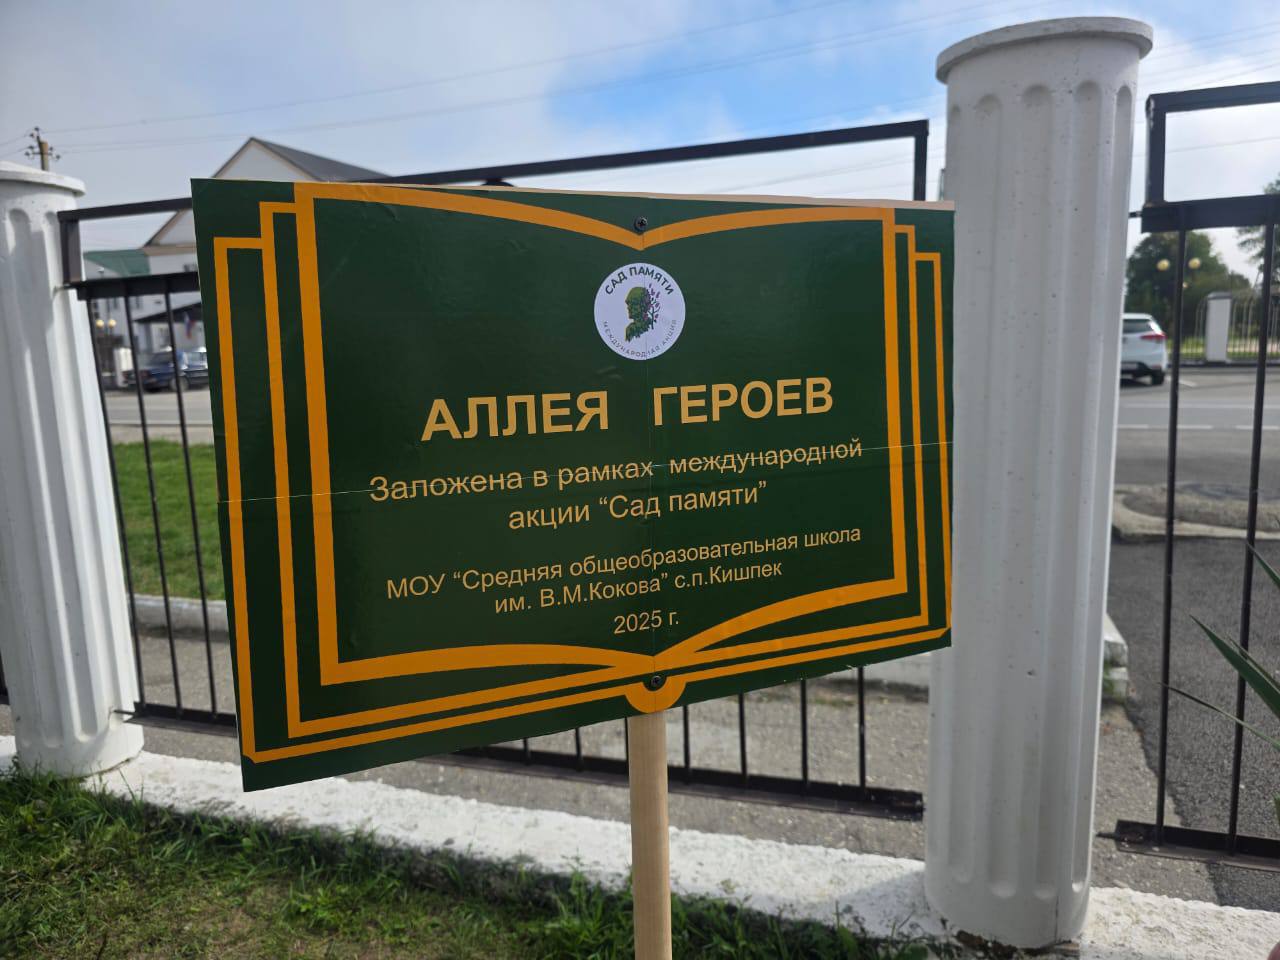 САД ПАМЯТИ
МЕЖДУНАРОДНАЯ АКЦИЯ
АЛЛЕЯ ГЕРОЕВ
Заложена в рамках международной
акции “Сад памяти”
МОУ “Средняя общеобразовательная школа
им. В.М.Кокова” с.п.Кишпек
2025 г.